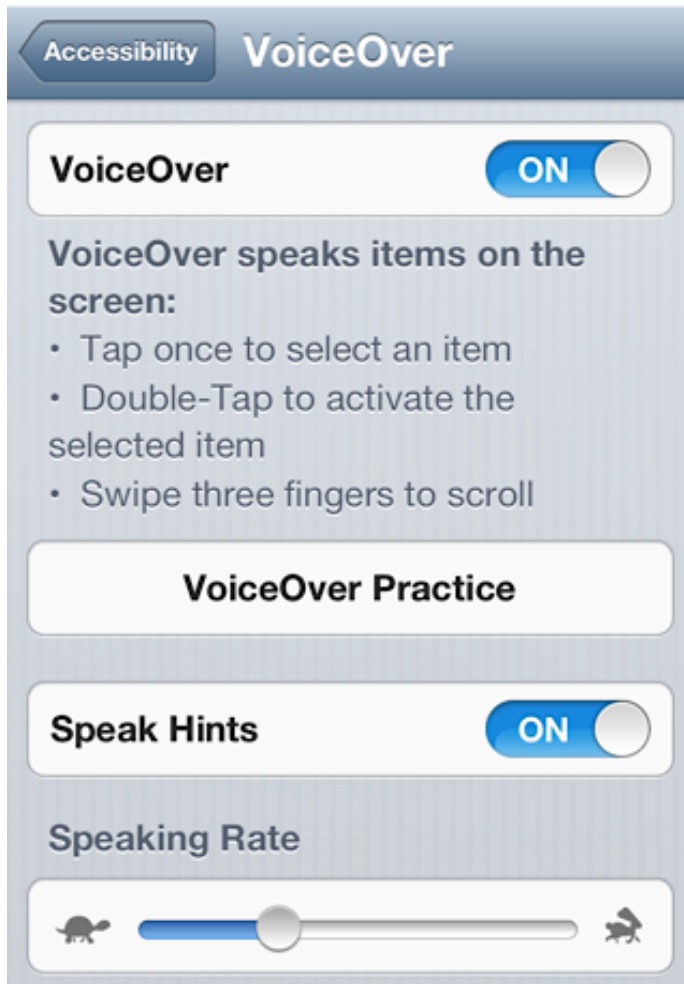 Accessibility VoiceOver
VoiceOver ON
VoiceOver speaks items on the
screen:
• Tap once to select an item
• Double-Tap to activate the
selected item
• Swipe three fingers to scroll
VoiceOver Practice
Speak Hints ON
Speaking Rate